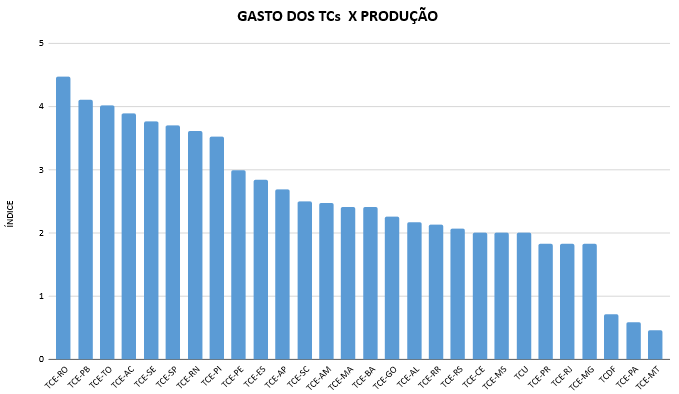 GASTO DOS TCs X PRODUÇÃO
5
4
3
2
1
0
ÍNDICE
TCE-RO
TCE-PB
TCE-TO
TCE-AC
TCE-SE
TCE-SP
TCE-RN
TCE-PI
TCE-PE
TCE-ES
TCE-AP
TCE-SC
TCE-AM
TCE-MA
TCE-BA
TCE-GO
TCE-AL
TCE-RR
TCE-RS
TCE-CE
TCE-MS
TCU
TCE-PR
TCE-RJ
TCE-MG
TCDF
TCE-PA
TCE-MT